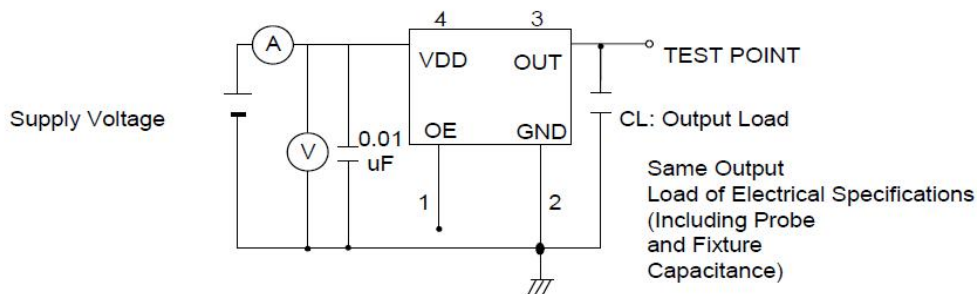 4
3
A
VDD
OUT
TEST POINT
Supply Voltage
V
0.01
uF
OE
GND
CL: Output Load
1
2
Same Output
Load of Electrical Specifications
(Including Probe
and Fixture
Capacitance)